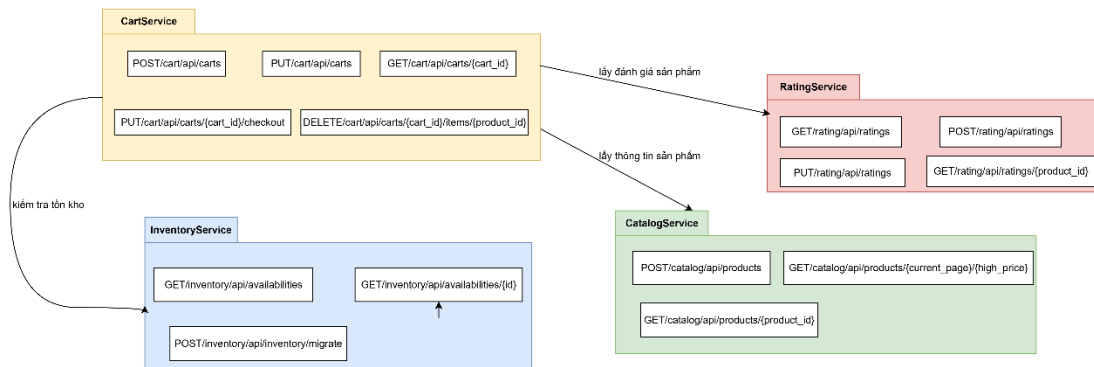 CartService
POST/cart/api/carts
PUT/cart/api/carts
GET/cart/api/carts/{cart_id}
PUT/cart/api/carts/{cart_id}/checkout
DELETE/cart/api/carts/{cart_id}/items/{product_id}
lấy đánh giá sản phẩm
RatingService
GET/rating/api/ratings
POST/rating/api/ratings
PUT/rating/api/ratings
GET/rating/api/ratings/{product_id}
lấy thông tin sản phẩm
kiểm tra tồn kho
InventoryService
GET/inventory/api/availabilities
GET/inventory/api/availabilities/{id}
POST/inventory/api/inventory/migrate
CatalogService
POST/catalog/api/products
GET/catalog/api/products/{current_page}/{high_price}
GET/catalog/api/products/{product_id}